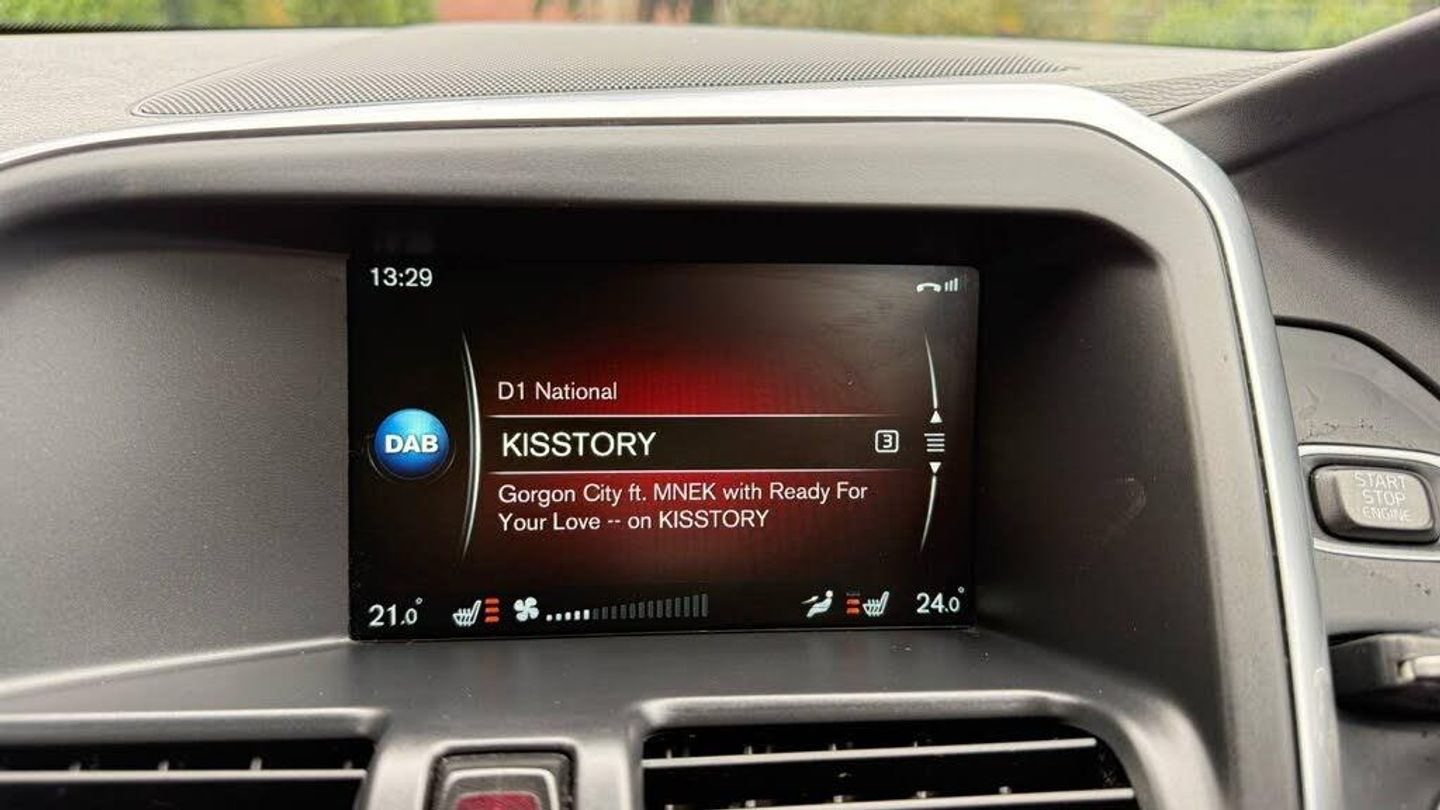 13:29
D1 National
DAB
KISSTORY 3
Gorgon City ft. MNEK with Ready For
Your Love -- on KISSTORY
21.0°
24.0°
START
STOP
ENGINE